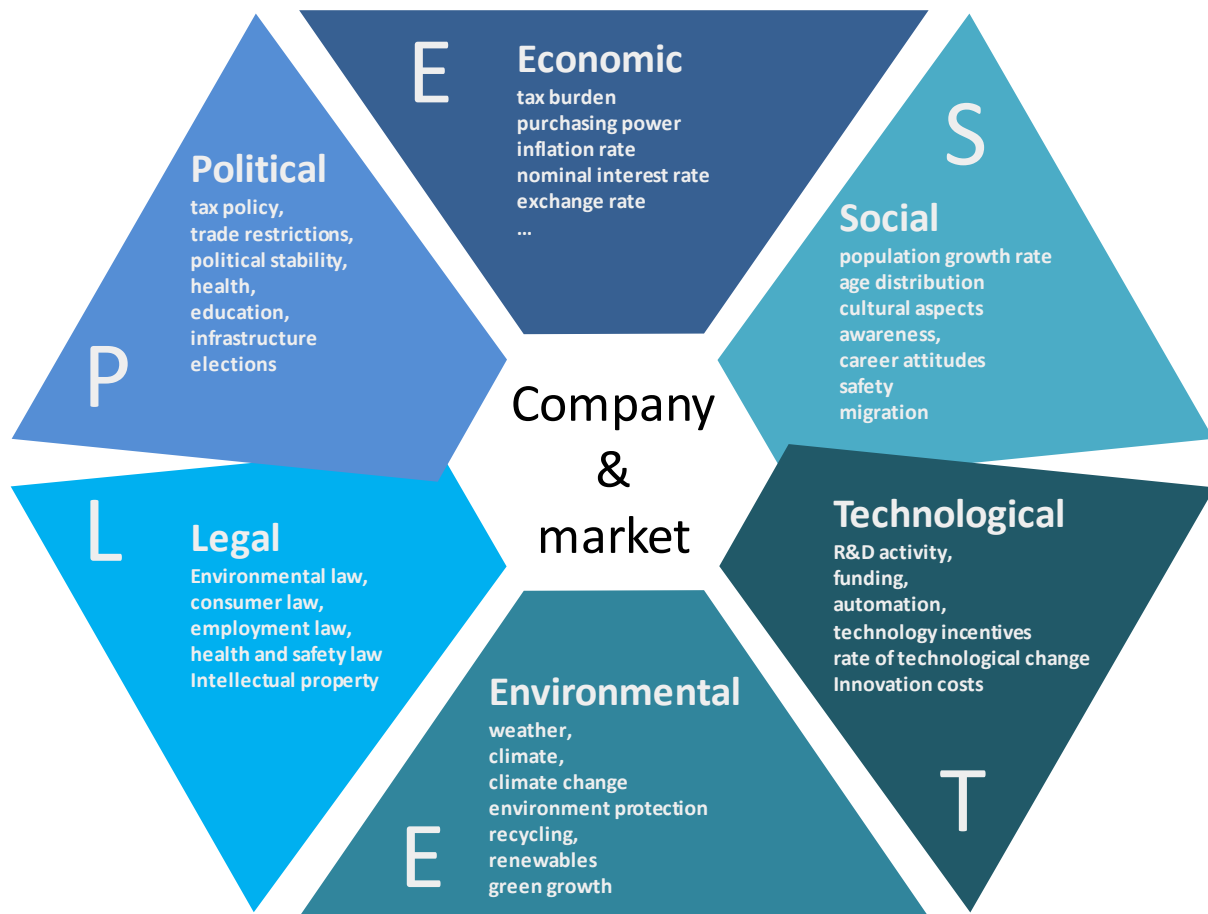 P
Political
tax policy,
trade restrictions,
political stability,
health,
education,
infrastructure
elections
E
Economic
tax burden
purchasing power
inflation rate
nominal interest rate
exchange rate
...
S
Social
population growth rate
age distribution
cultural aspects
awareness,
career attitudes
safety
migration
Company
&
market
T
Technological
R&D activity,
funding,
automation,
technology incentives
rate of technological change
Innovation costs
E
Environmental
weather,
climate,
climate change
environment protection
recycling,
renewables
green growth
L
Legal
Environmental law,
consumer law,
employment law,
health and safety law
Intellectual property